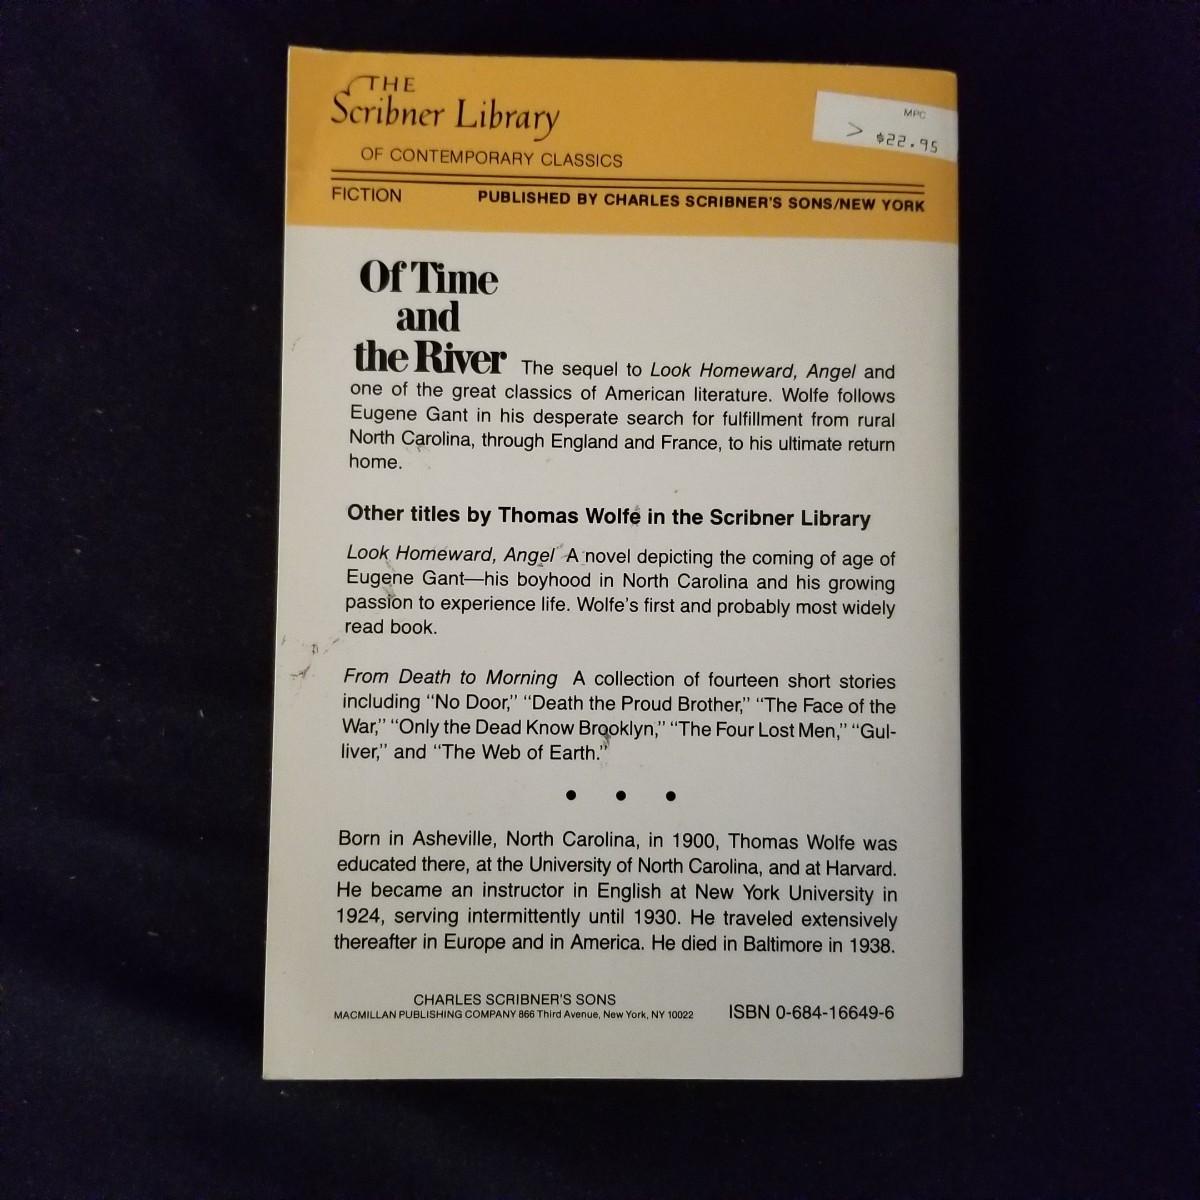 THE
Scribner Library
OF CONTEMPORARY CLASSICS
MPC
> $22.95
FICTION PUBLISHED BY CHARLES SCRIBNER'S SONS/NEW YORK
Of Time
and
the River The sequel to Look Homeward, Angel and
one of the great classics of American literature. Wolfe follows
Eugene Gant in his desperate search for fulfillment from rural
North Carolina, through England and France, to his ultimate return
home.
Other titles by Thomas Wolfe in the Scribner Library
Look Homeward, Angel A novel depicting the coming of age of
Eugene Gant—his boyhood in North Carolina and his growing
passion to experience life. Wolfe's first and probably most widely
read book.
From Death to Morning A collection of fourteen short stories
including “No Door,” “Death the Proud Brother,” “The Face of the
War,” “Only the Dead Know Brooklyn,” “The Four Lost Men,” “Gul-
liver,” and “The Web of Earth.”
• • •
Born in Asheville, North Carolina, in 1900, Thomas Wolfe was
educated there, at the University of North Carolina, and at Harvard.
He became an instructor in English at New York University in
1924, serving intermittently until 1930. He traveled extensively
thereafter in Europe and in America. He died in Baltimore in 1938.
CHARLES SCRIBNER'S SONS
MACMILLAN PUBLISHING COMPANY 866 Third Avenue, New York, NY 10022 ISBN 0-684-16649-6